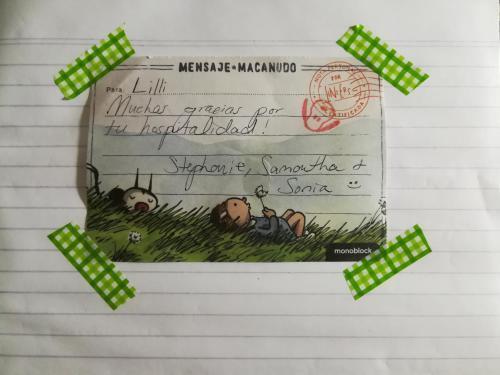 MENSAJE MACANUDO
Para: Lilli
Muchas gracias por
tu hospitalidad!
Stephanie, Samantha +
Sonia
monoblock